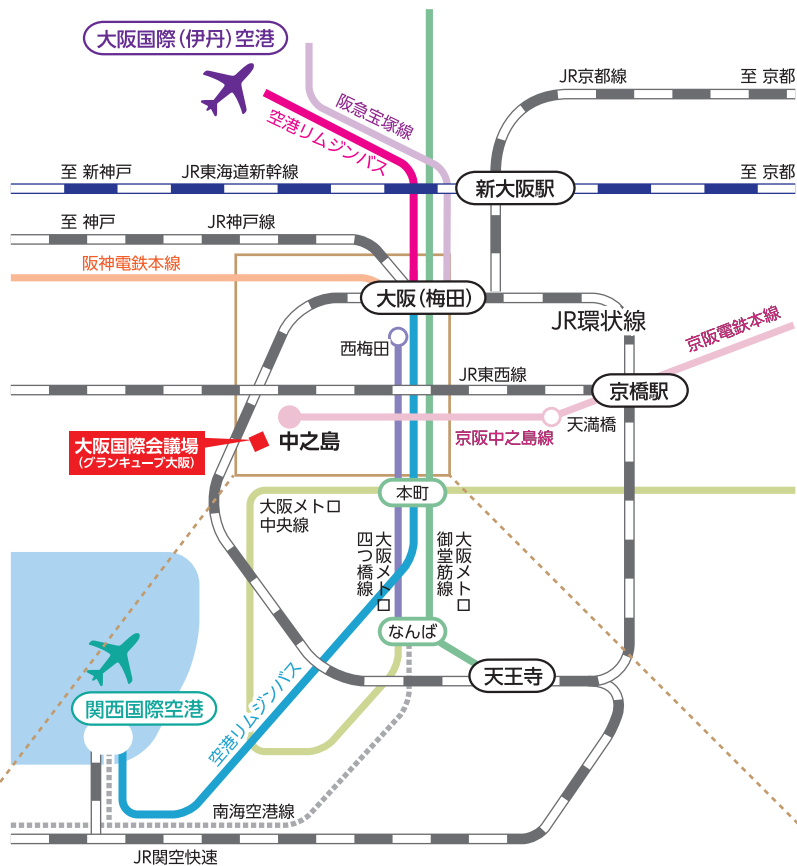 大阪国際(伊丹)空港
JR京都線
至 京都
阪急宝塚線
空港リムジンバス
至 新神戸
JR東海道新幹線
新大阪駅
至 京都
至 神戸
JR神戸線
阪神電鉄本線
大阪(梅田)
JR環状線
京阪電鉄本線
西梅田
JR東西線
京橋駅
天満橋
大阪国際会議場
(グランキューブ大阪)
中之島
京阪中之島線
本町
大阪メトロ
中央線
大阪メトロ
四つ橋線
大阪メトロ
御堂筋線
なんば
天王寺
空港リムジンバス
関西国際空港
南海空港線
JR関空快速